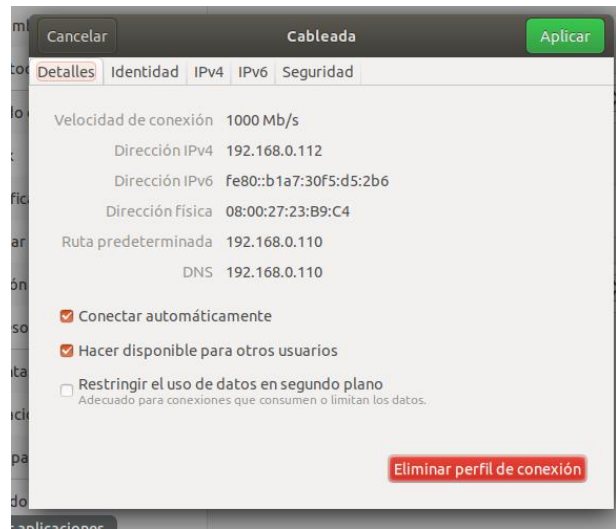 Cancelar Cableada Aplicar
Detalles Identidad IPv4 IPv6 Seguridad
Velocidad de conexión 1000 Mb/s
Dirección IPv4 192.168.0.112
Dirección IPv6 fe80::b1a7:30f5:d5:2b6
Dirección física 08:00:27:23:B9:C4
Ruta predeterminada 192.168.0.110
DNS 192.168.0.110
Conectar automáticamente
Hacer disponible para otros usuarios
Restringir el uso de datos en segundo plano
Adecuado para conexiones que consumen o limitan los datos.
Eliminar perfil de conexión
aplicaciones